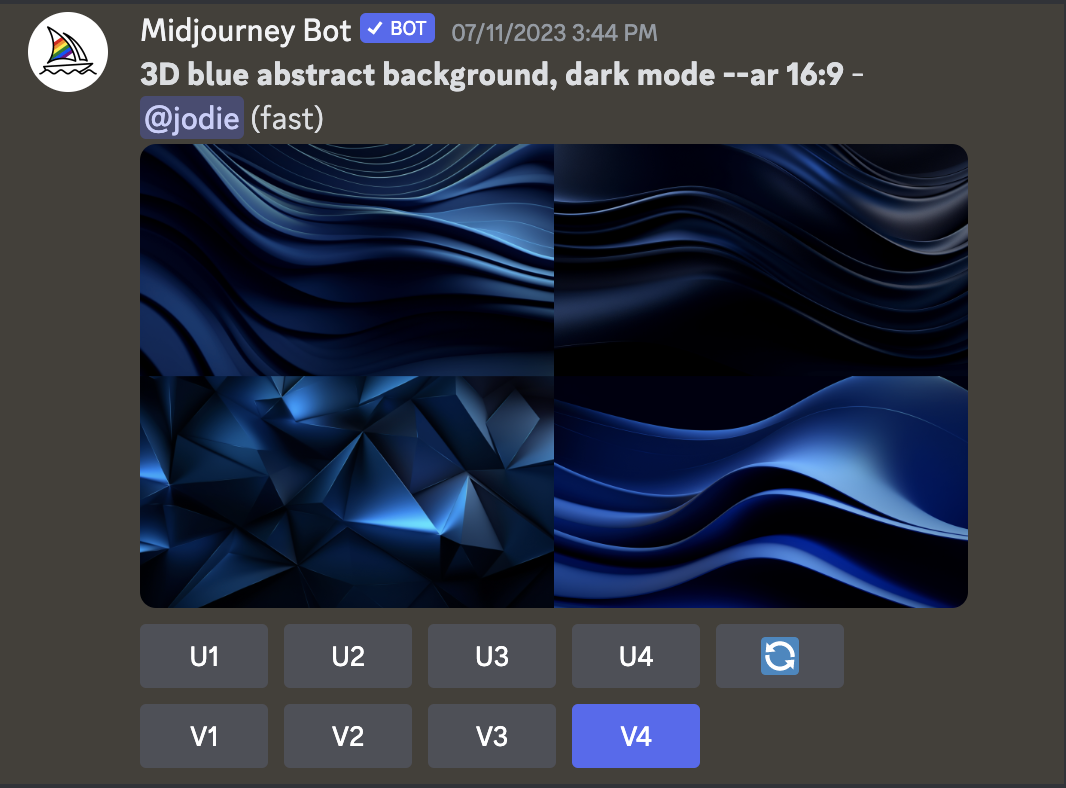 Midjourney Bot ✓ BOT 07/11/2023 3:44 PM
3D blue abstract background, dark mode --ar 16:9 -
@jodie (fast)
U1 U2 U3 U4
V1 V2 V3 V4